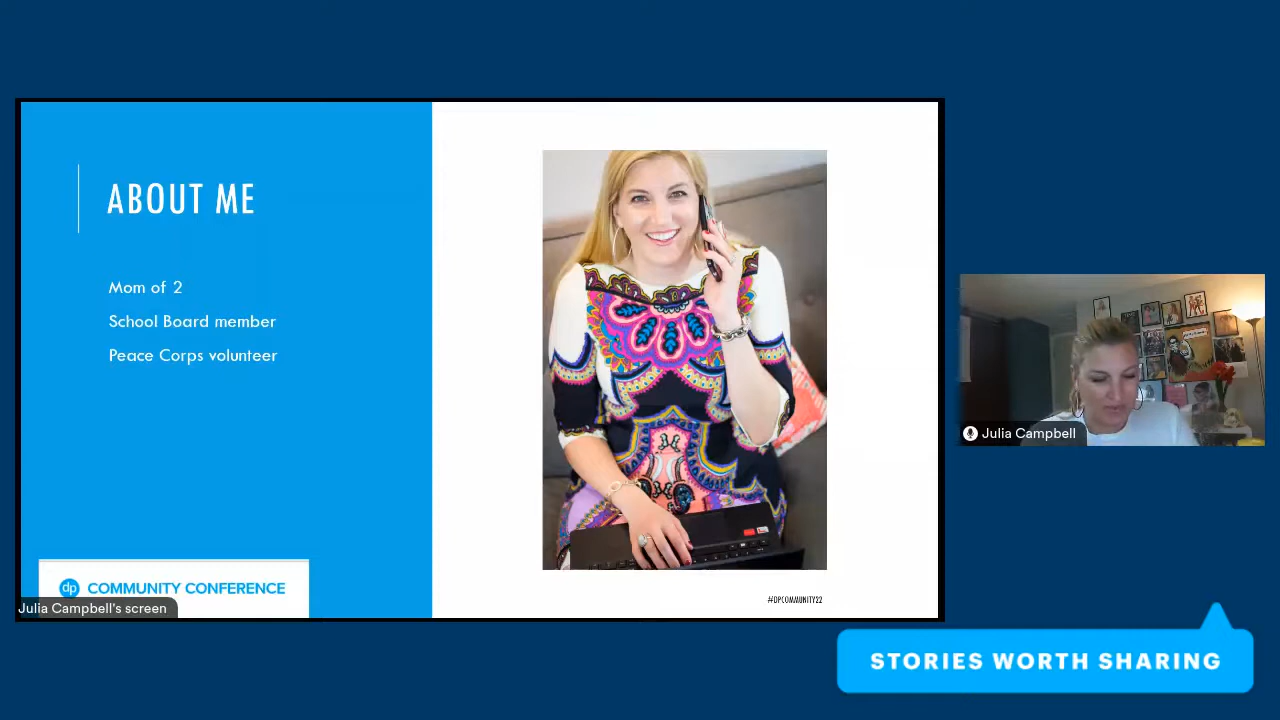 ABOUT ME
Mom of 2
School Board member
Peace Corps volunteer
dp COMMUNITY CONFERENCE
Julia Campbell's screen
#DPCOMMUNITY22
Julia Campbell
STORIES WORTH SHARING